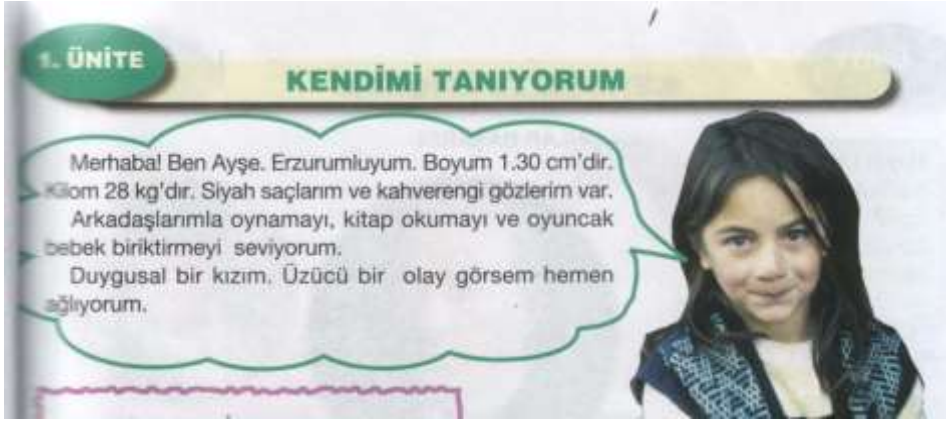 1. ÜNİTE
KENDİMİ TANIYORUM
Merhaba! Ben Ayşe. Erzurumluyum. Boyum 1.30 cm'dir.
Kilom 28 kg'dır. Siyah saçlarım ve kahverengi gözlerim var.
Arkadaşlarımla oynamayı, kitap okumayı ve oyuncak
bebek biriktirmeyi seviyorum.
Duygusal bir kızım. Üzücü bir olay görsem hemen
ağlıyorum.